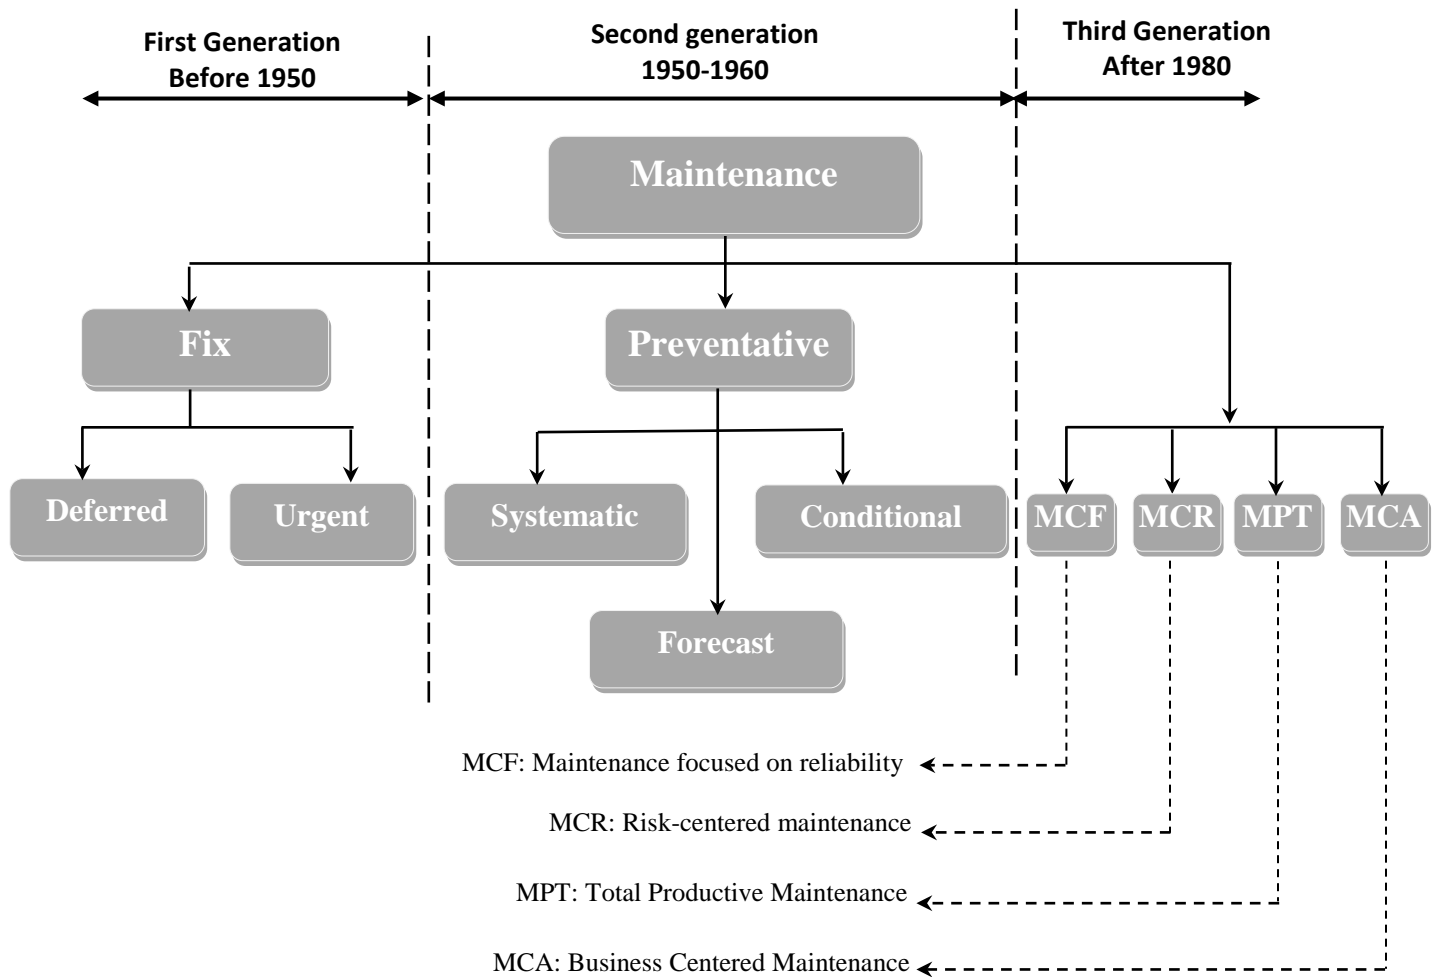 First Generation
Before 1950
Second generation
1950-1960
Third Generation
After 1980
Maintenance
Fix
Preventative
Deferred
Urgent
Systematic
Conditional
MCF
MCR
MPT
MCA
Forecast
MCF: Maintenance focused on reliability
MCR: Risk-centered maintenance
MPT: Total Productive Maintenance
MCA: Business Centered Maintenance